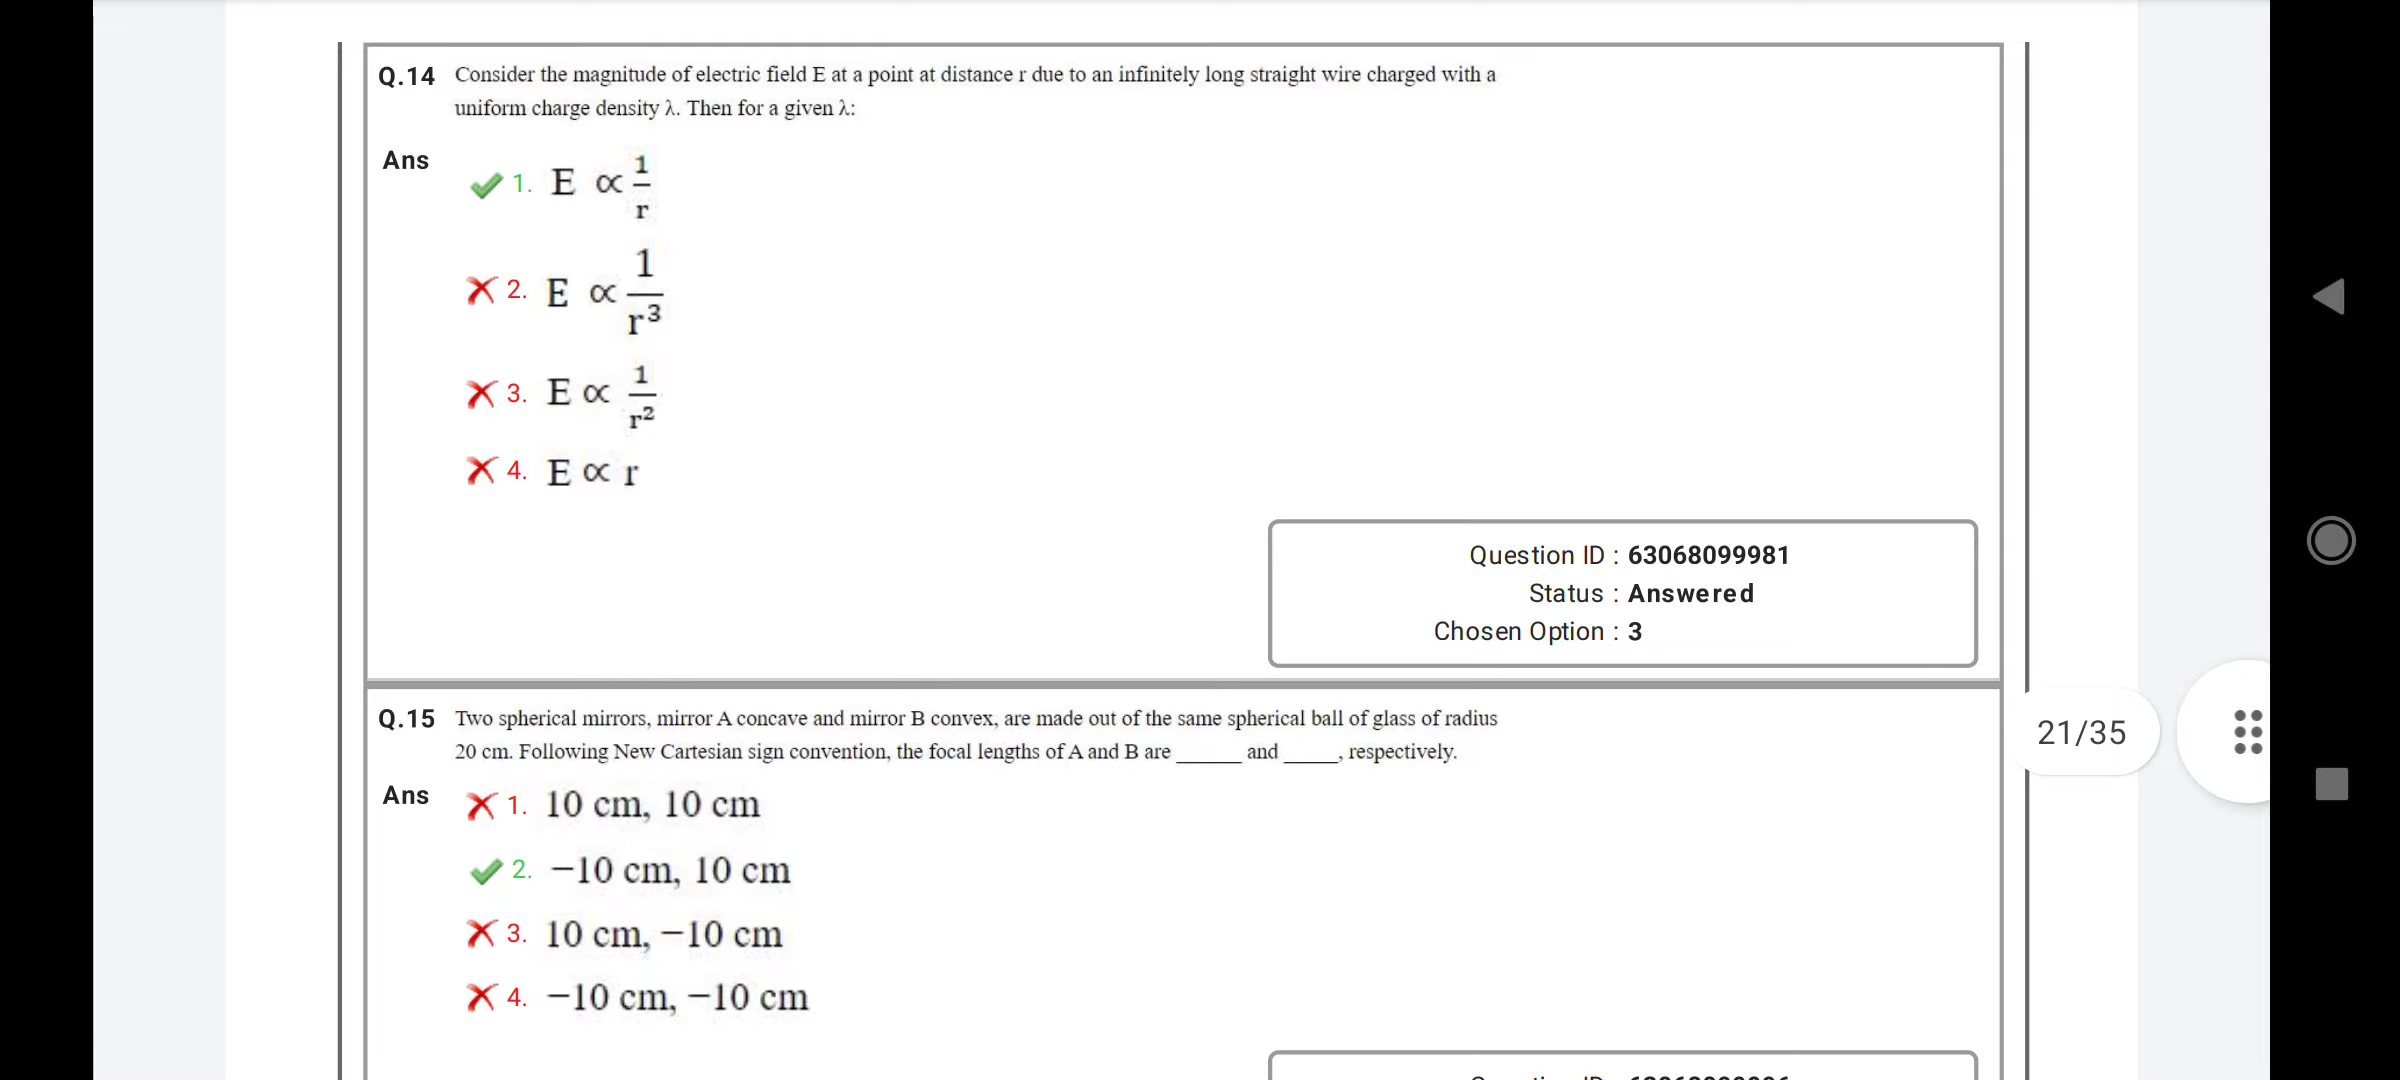 Q.14 Consider the magnitude of electric field E at a point at distance r due to an infinitely long straight wire charged with a
uniform charge density λ. Then for a given λ:
Ans
1. E ∝ 1/r
2. E ∝ 1/r³
3. E ∝ 1/r²
4. E ∝ r
Question ID : 63068099981
Status : Answered
Chosen Option : 3
Q.15 Two spherical mirrors, mirror A concave and mirror B convex, are made out of the same spherical ball of glass of radius
20 cm. Following New Cartesian sign convention, the focal lengths of A and B are ______ and _____, respectively.
21/35
Ans 1. 10 cm, 10 cm
2. −10 cm, 10 cm
3. 10 cm, −10 cm
4. −10 cm, −10 cm